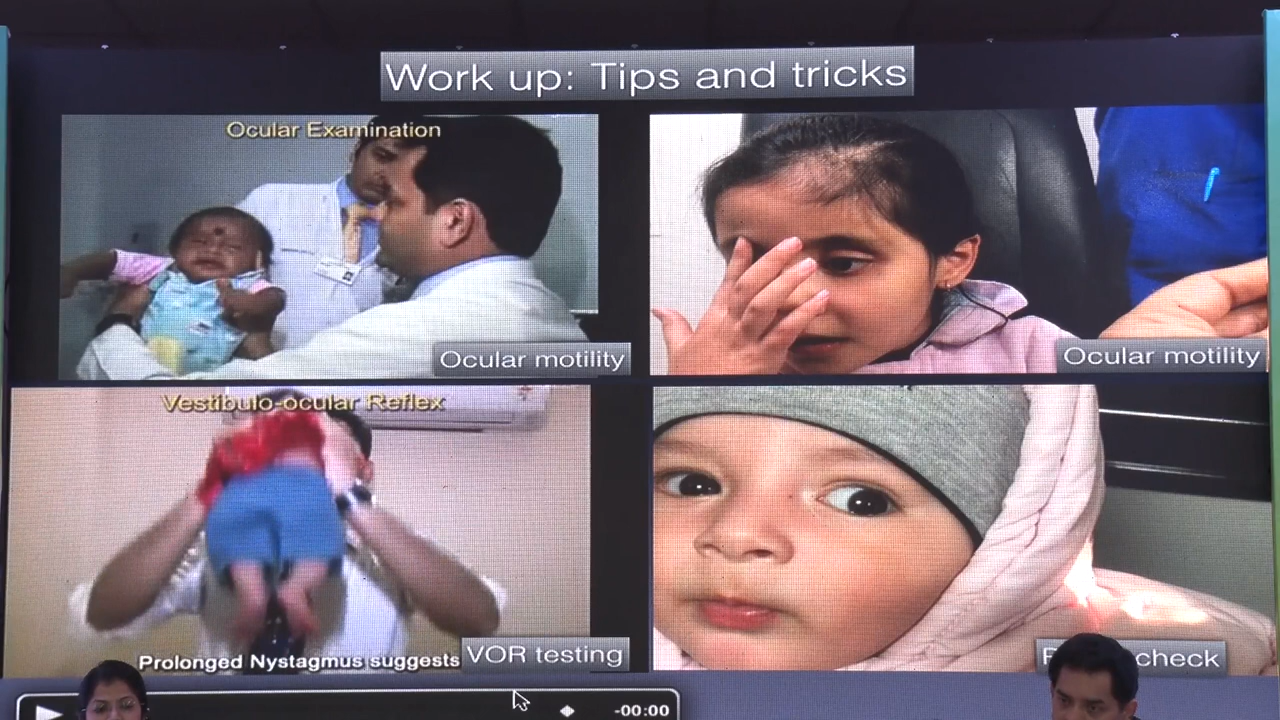 Work up: Tips and tricks
Ocular Examination
Ocular motility
Ocular motility
Vestibulo-ocular Reflex
Prolonged Nystagmus suggests
VOR testing
check
-00:00